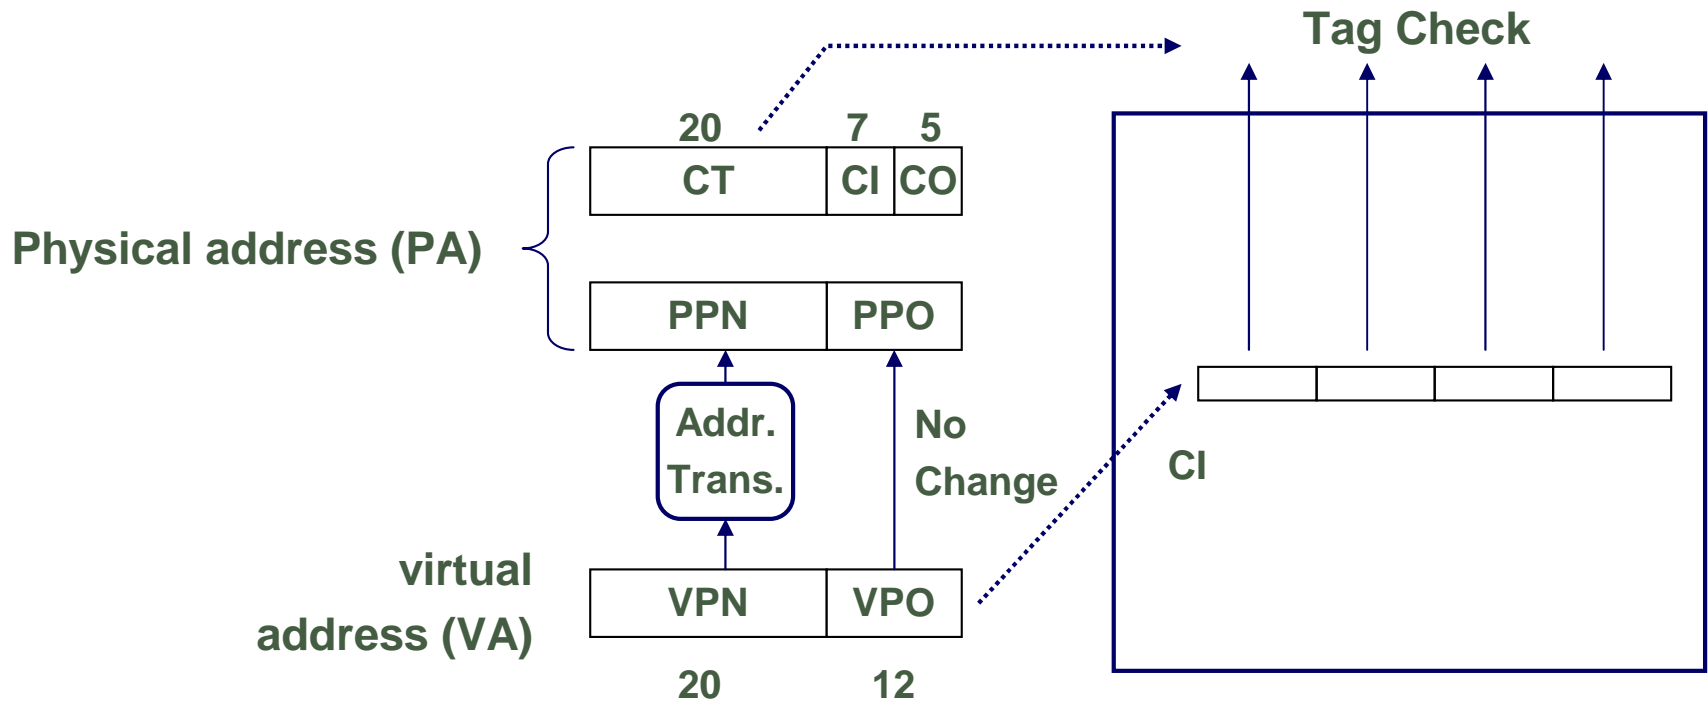 Tag Check
20 7 5
CT CI CO
Physical address (PA)
PPN PPO
Addr.
Trans.
No
Change
CI
virtual
address (VA)
VPN VPO
20 12